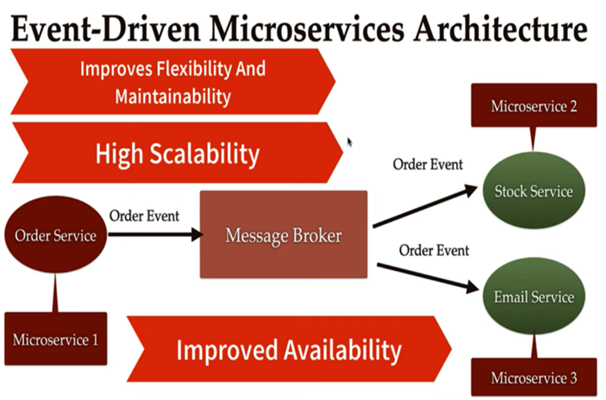 Event-Driven Microservices Architecture
Improves Flexibility And
Maintainability
High Scalability
Microservice 2
Order Event
Stock Service
Order Event
Order Service
Message Broker
Order Event
Email Service
Microservice 1
Improved Availability
Microservice 3